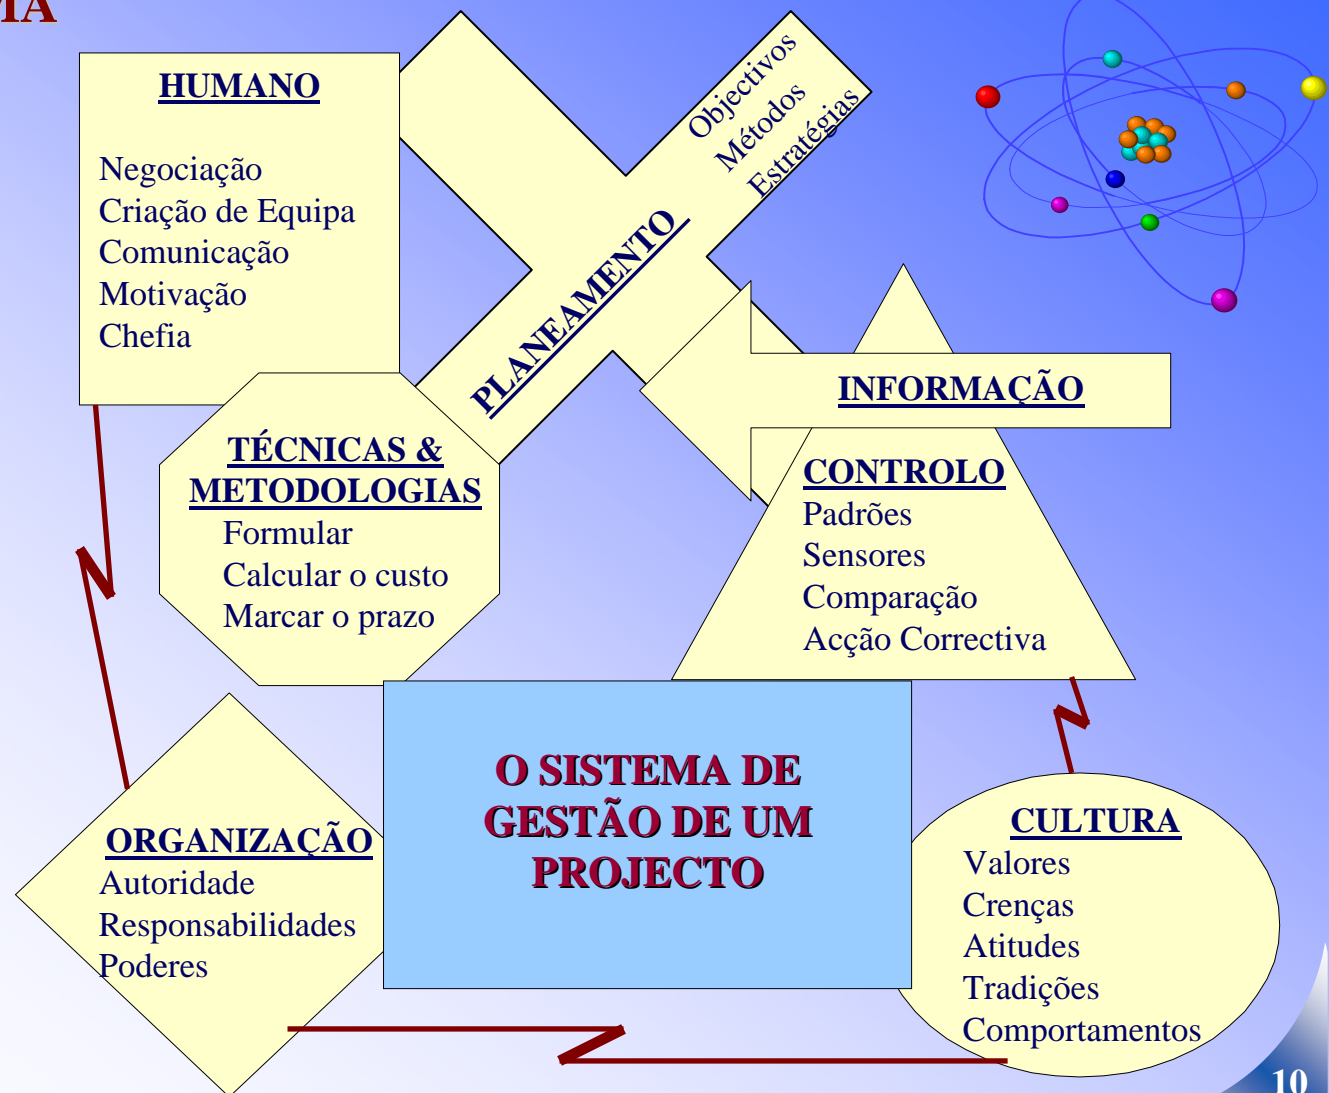 MA
HUMANO
Negociação
Criação de Equipa
Comunicação
Motivação
Chefia
Objectivos
Métodos
Estratégias
PLANEAMENTO
INFORMAÇÃO
TÉCNICAS &
METODOLOGIAS
Formular
Calcular o custo
Marcar o prazo
CONTROLO
Padrões
Sensores
Comparação
Acção Correctiva
O SISTEMA DE
GESTÃO DE UM
PROJECTO
ORGANIZAÇÃO
Autoridade
Responsabilidades
Poderes
CULTURA
Valores
Crenças
Atitudes
Tradições
Comportamentos
10